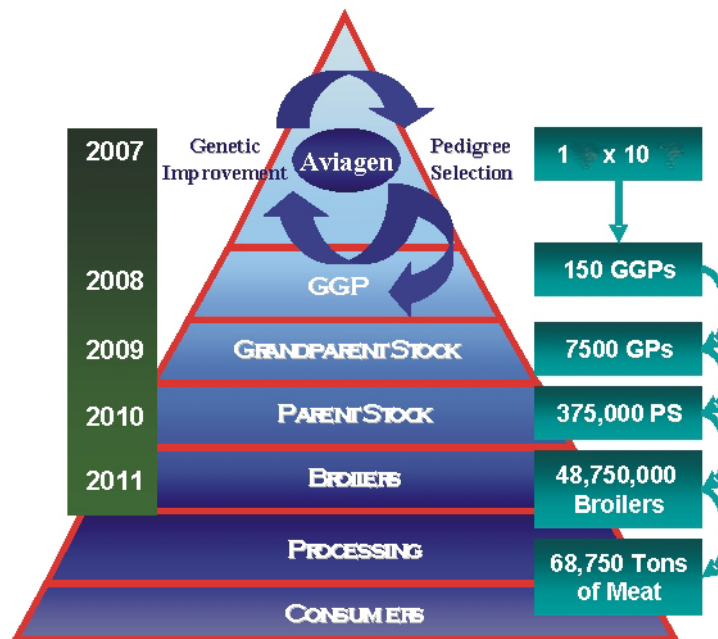 2007
2008
2009
2010
2011
Genetic
Improvement
Aviagen
Pedigree
Selection
GGP
GRANDPARENT STOCK
PARENT STOCK
BROILERS
PROCESSING
CONSUMERS
1 x 10
150 GGPs
7500 GPs
375,000 PS
48,750,000
Broilers
68,750 Tons
of Meat